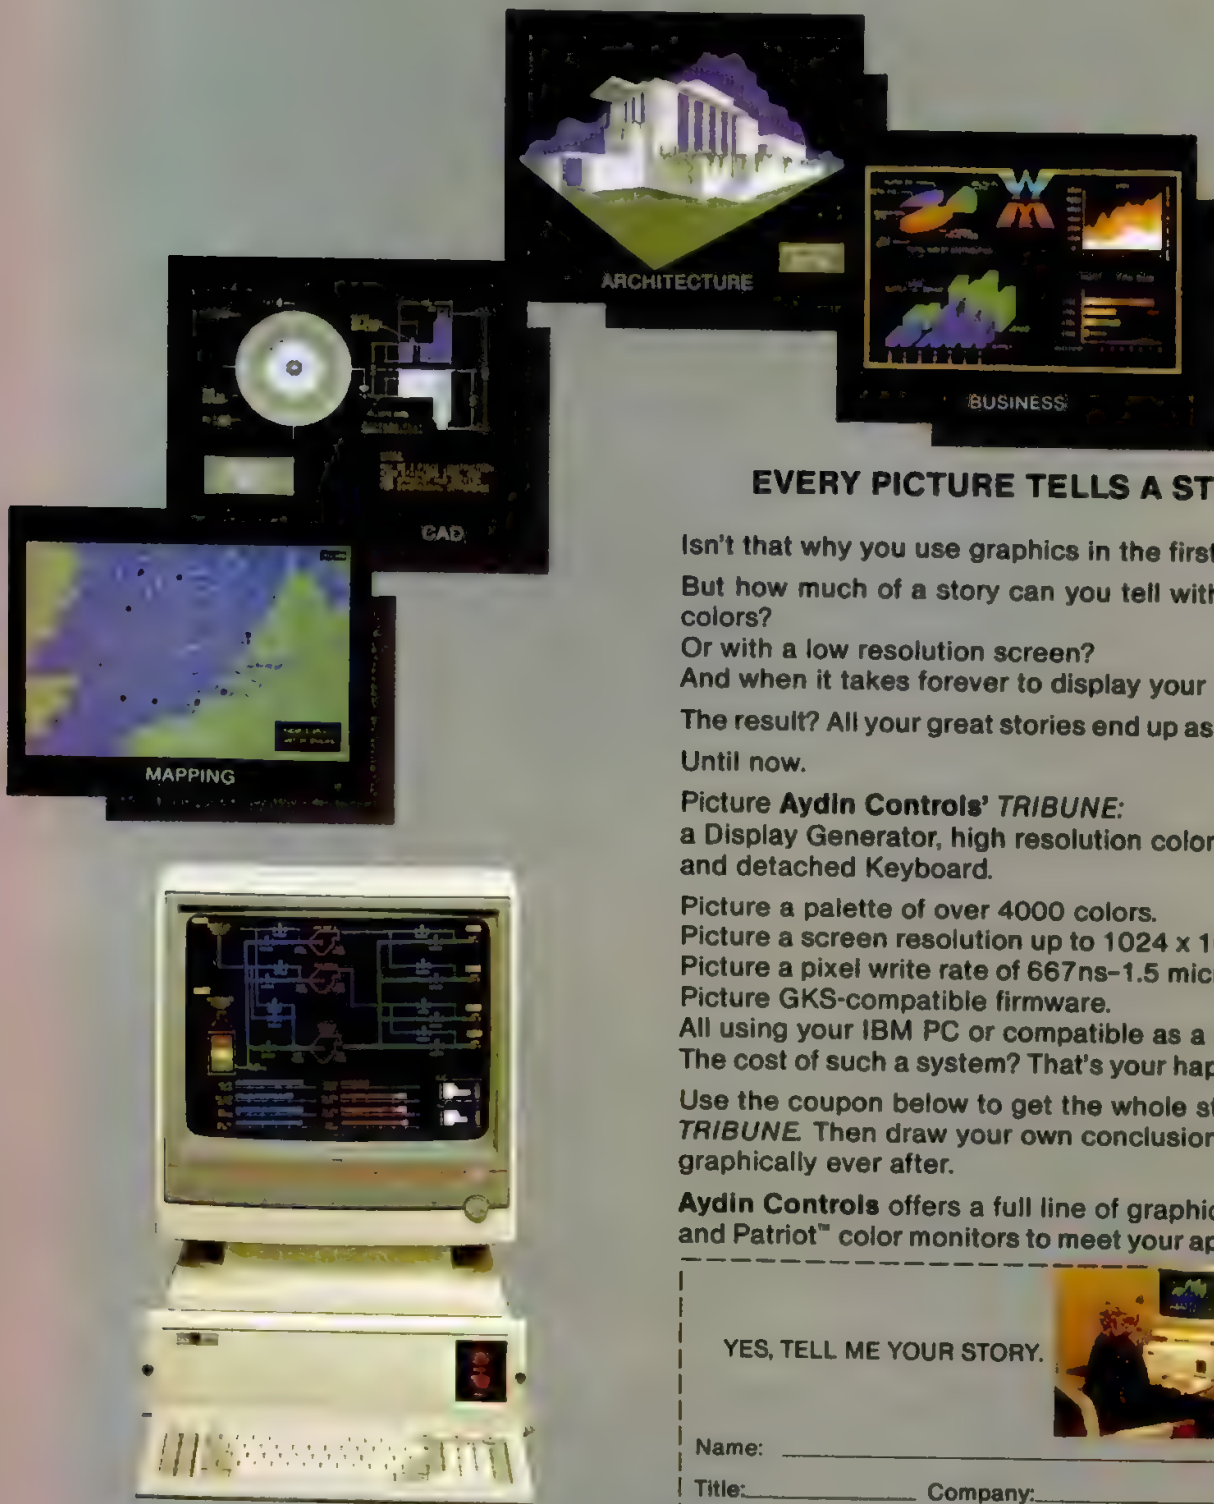 ARCHITECTURE
BUSINESS
CAD
MAPPING
EVERY PICTURE TELLS A ST
Isn't that why you use graphics in the first
But how much of a story can you tell with
colors?
Or with a low resolution screen?
And when it takes forever to display your
The result? All your great stories end up as
Until now.
Picture Aydin Controls' TRIBUNE:
a Display Generator, high resolution color
and detached Keyboard.
Picture a palette of over 4000 colors.
Picture a screen resolution up to 1024 x 1
Picture a pixel write rate of 667ns-1.5 mic
Picture GKS-compatible firmware.
All using your IBM PC or compatible as a
The cost of such a system? That's your hap
Use the coupon below to get the whole st
TRIBUNE. Then draw your own conclusion
graphically ever after.
Aydin Controls offers a full line of graphic
and Patriot™ color monitors to meet your ap
YES, TELL ME YOUR STORY.
Name:
Title: Company: